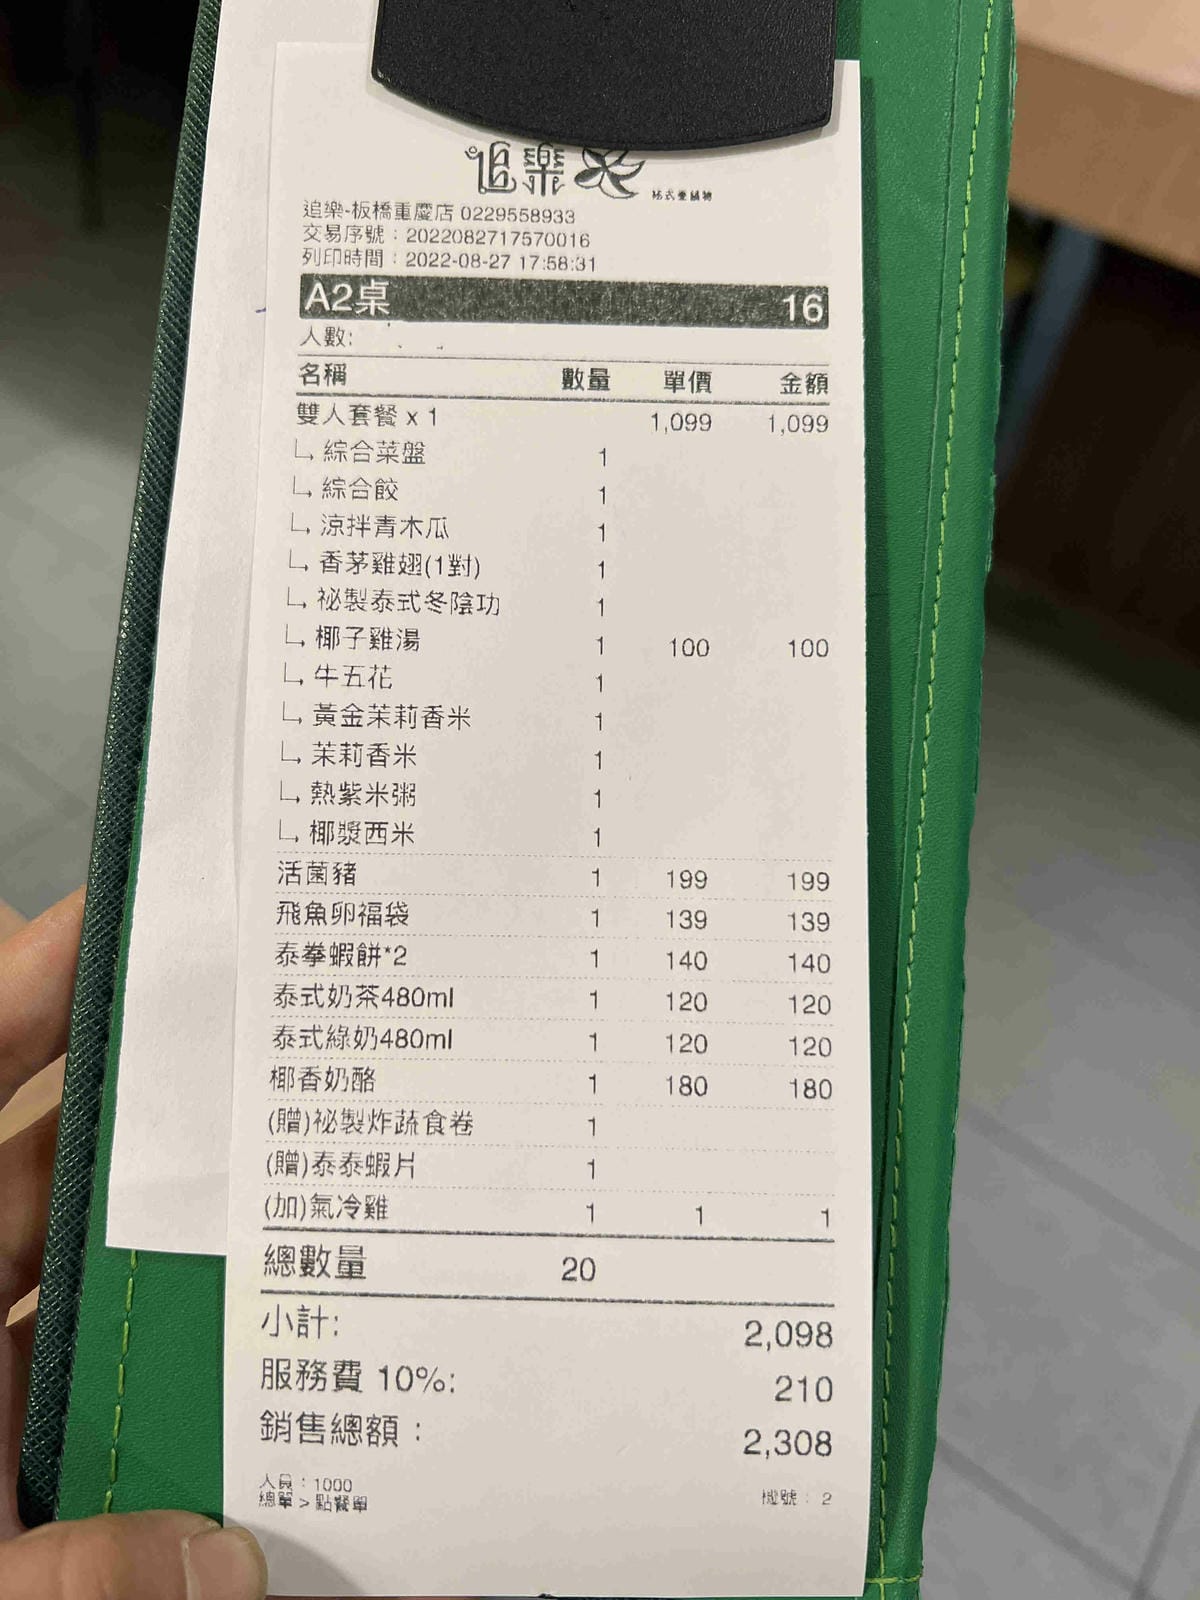 追樂
追樂-板橋重慶店 0229558933
交易序號：2022082717570016
列印時間：2022-08-27 17:58:31
A2桌 16
人數:
名稱 數量 單價 金額
雙人套餐 x 1 1,099 1,099
↳ 綜合菜盤 1
↳ 綜合餃 1
↳ 涼拌青木瓜 1
↳ 香茅雞翅(1對) 1
↳ 祕製泰式冬陰功 1
↳ 椰子雞湯 1 100 100
↳ 牛五花 1
↳ 黃金茉莉香米 1
↳ 茉莉香米 1
↳ 熱紫米粥 1
↳ 椰漿西米 1
活菌豬 1 199 199
飛魚卵福袋 1 139 139
泰拳蝦餅*2 1 140 140
泰式奶茶480ml 1 120 120
泰式綠奶480ml 1 120 120
椰香奶酪 1 180 180
(贈)祕製炸蔬食卷 1
(贈)泰泰蝦片 1
(加)氣冷雞 1 1 1
總數量 20
小計: 2,098
服務費 10%: 210
銷售總額： 2,308
人員：1000
總單 > 點餐單 機號： 2